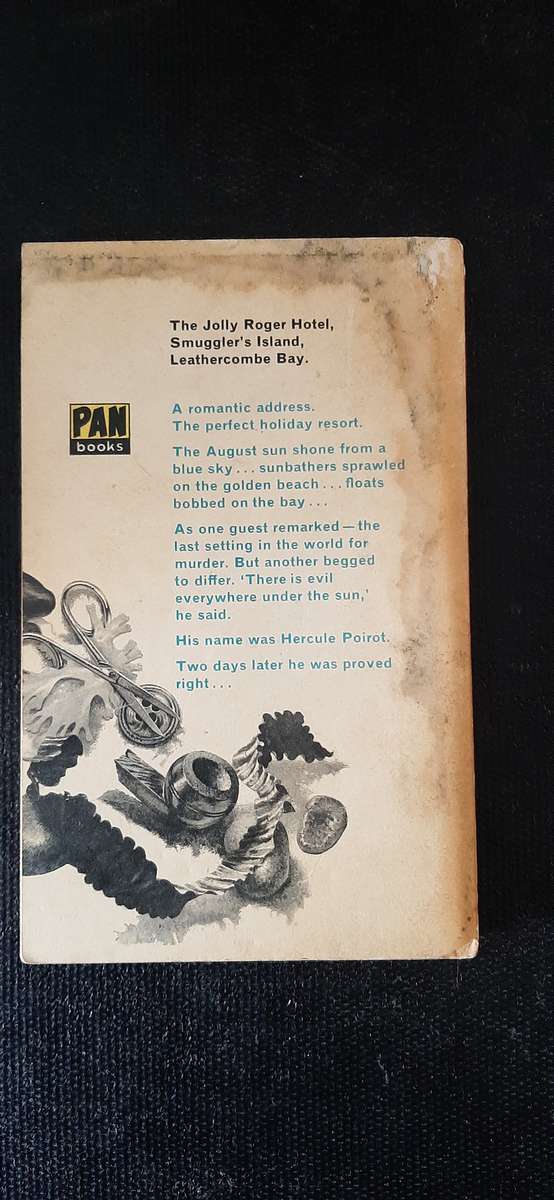 The Jolly Roger Hotel,
Smuggler's Island,
Leathercombe Bay.
PAN
books
A romantic address.
The perfect holiday resort.
The August sun shone from a
blue sky... sunbathers sprawled
on the golden beach... floats
bobbed on the bay...
As one guest remarked—the
last setting in the world for
murder. But another begged
to differ. ‘There is evil
everywhere under the sun,’
he said.
His name was Hercule Poirot.
Two days later he was proved
right...